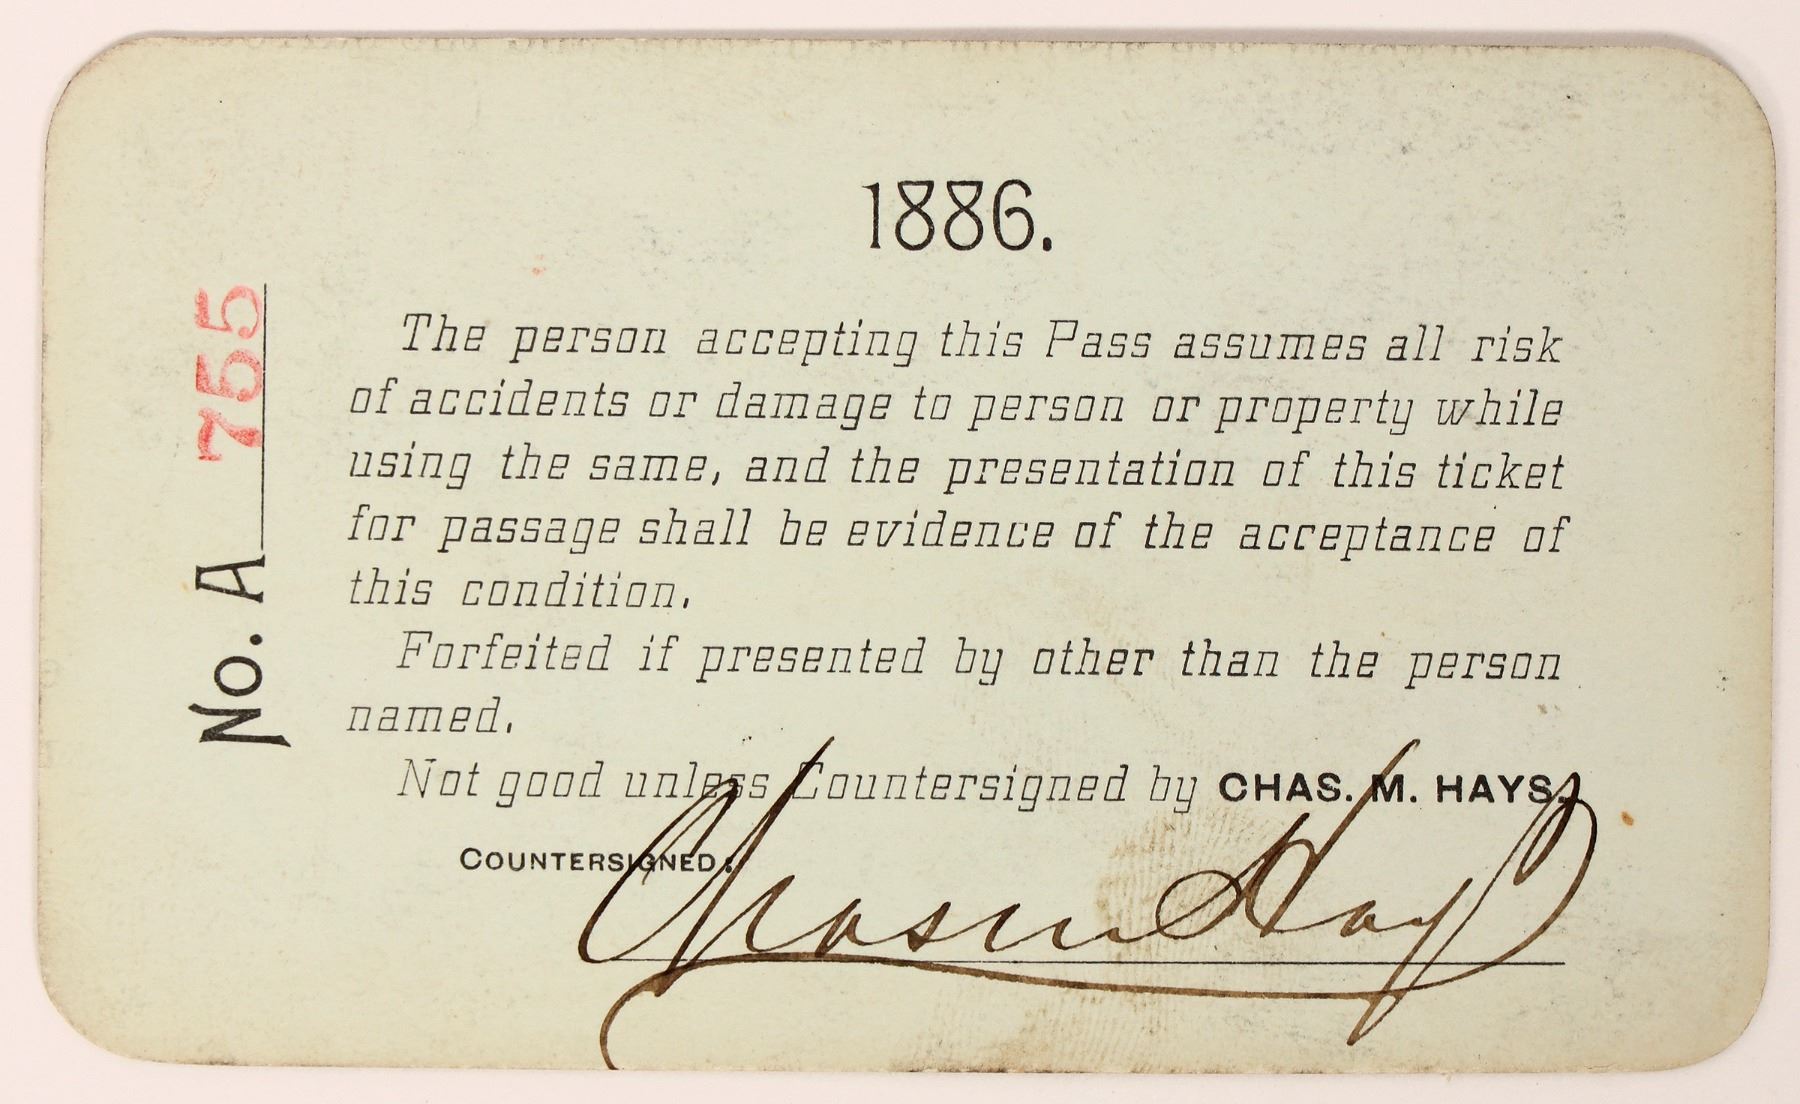 1886.
No. A 755
The person accepting this Pass assumes all risk
of accidents or damage to person or property while
using the same, and the presentation of this ticket
for passage shall be evidence of the acceptance of
this condition.
Forfeited if presented by other than the person
named.
Not good unless Countersigned by CHAS. M. HAYS.
COUNTERSIGNED:
Chas M Hays